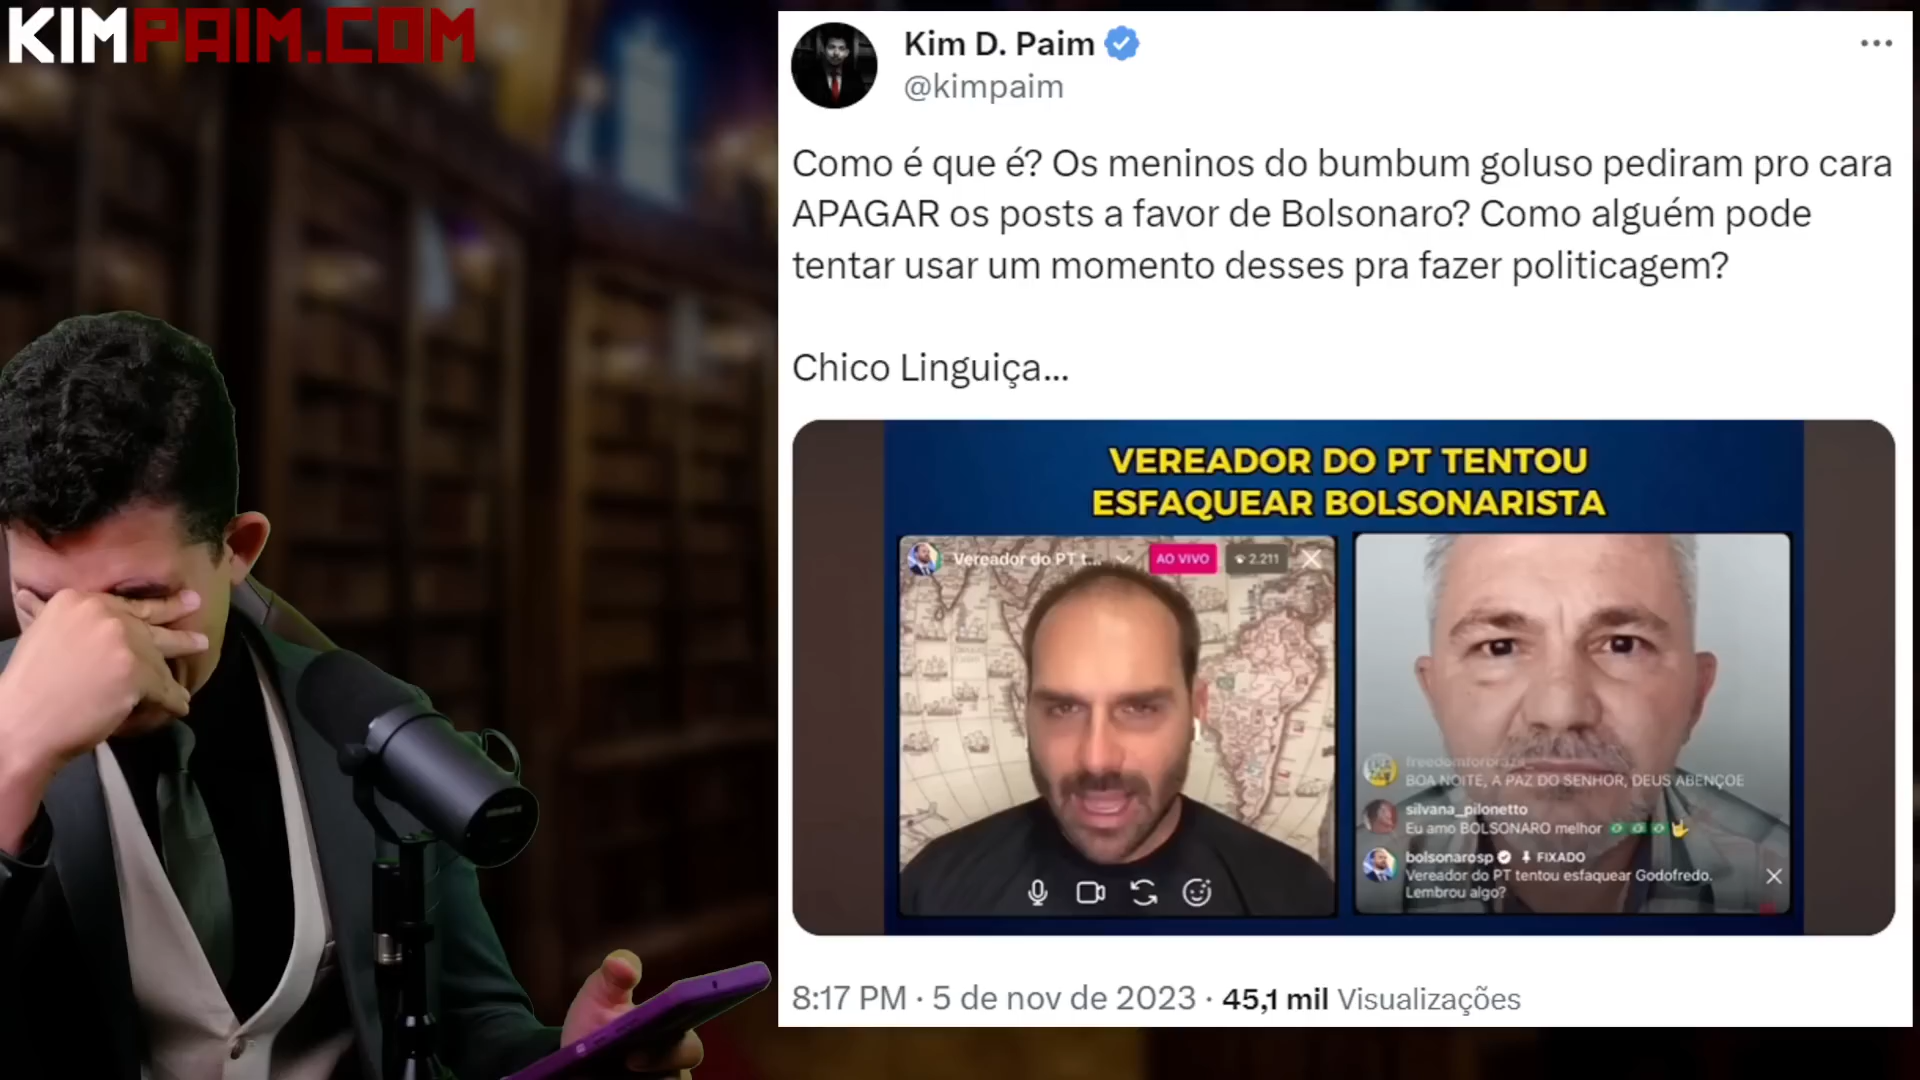 KIMPAIM.COM
Kim D. Paim
@kimpaim
Como é que é? Os meninos do bumbum goluso pediram pro cara
APAGAR os posts a favor de Bolsonaro? Como alguém pode
tentar usar um momento desses pra fazer politicagem?
Chico Linguiça...
VEREADOR DO PT TENTOU
ESFAQUEAR BOLSONARISTA
Vereador do PT t...
AO VIVO
2.211
freedomforbrazil_
BOA NOITE, A PAZ DO SENHOR, DEUS ABENÇOE
silvana_pilonetto
Eu amo BOLSONARO melhor
bolsonarosp FIXADO
Vereador do PT tentou esfaquear Godofredo.
Lembrou algo?
8:17 PM · 5 de nov de 2023 · 45,1 mil Visualizações